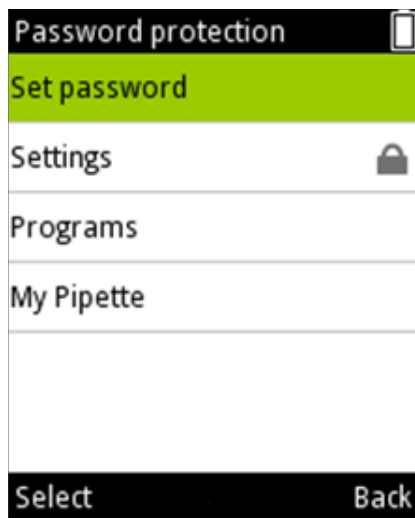 Password protection
Set password
Settings
Programs
My Pipette
Select Back